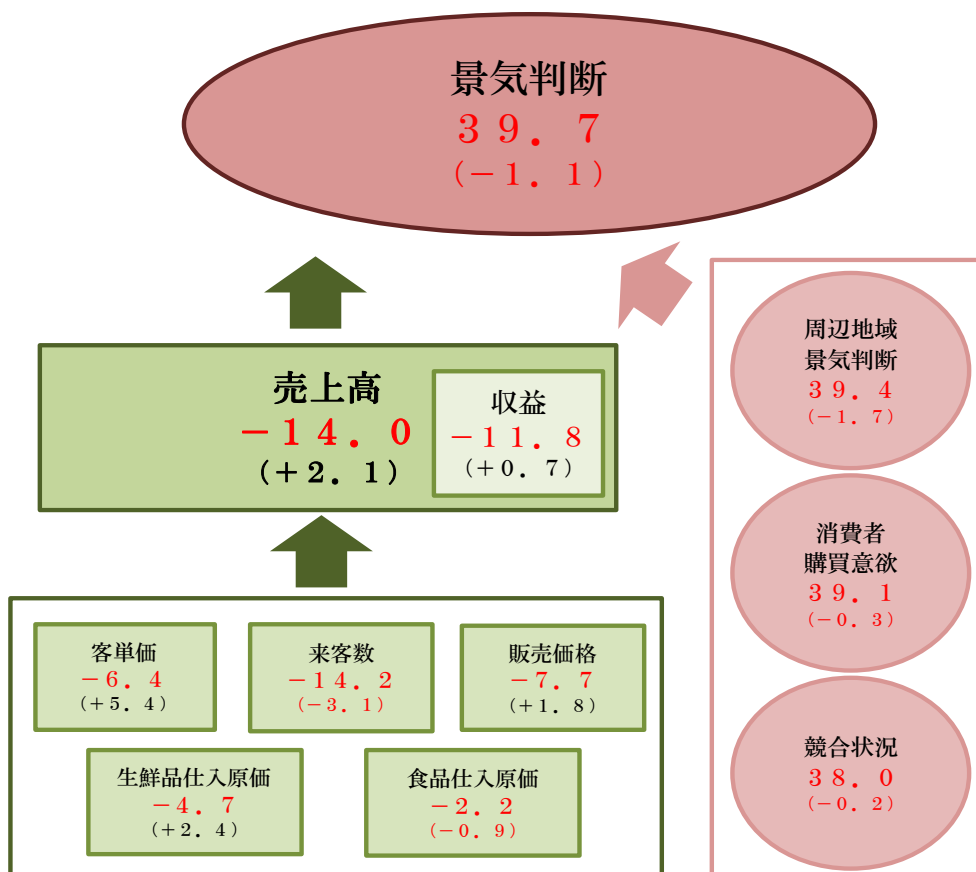 景気判断
３９．７
（－１．１）
売上高
－１４．０
（＋２．１）
収益
－１１．８
（＋０．７）
客単価
－６．４
（＋５．４）
来客数
－１４．２
（－３．１）
販売価格
－７．７
（＋１．８）
生鮮品仕入原価
－４．７
（＋２．４）
食品仕入原価
－２．２
（－０．９）
周辺地域
景気判断
３９．４
（－１．７）
消費者
購買意欲
３９．１
（－０．３）
競合状況
３８．０
（－０．２）